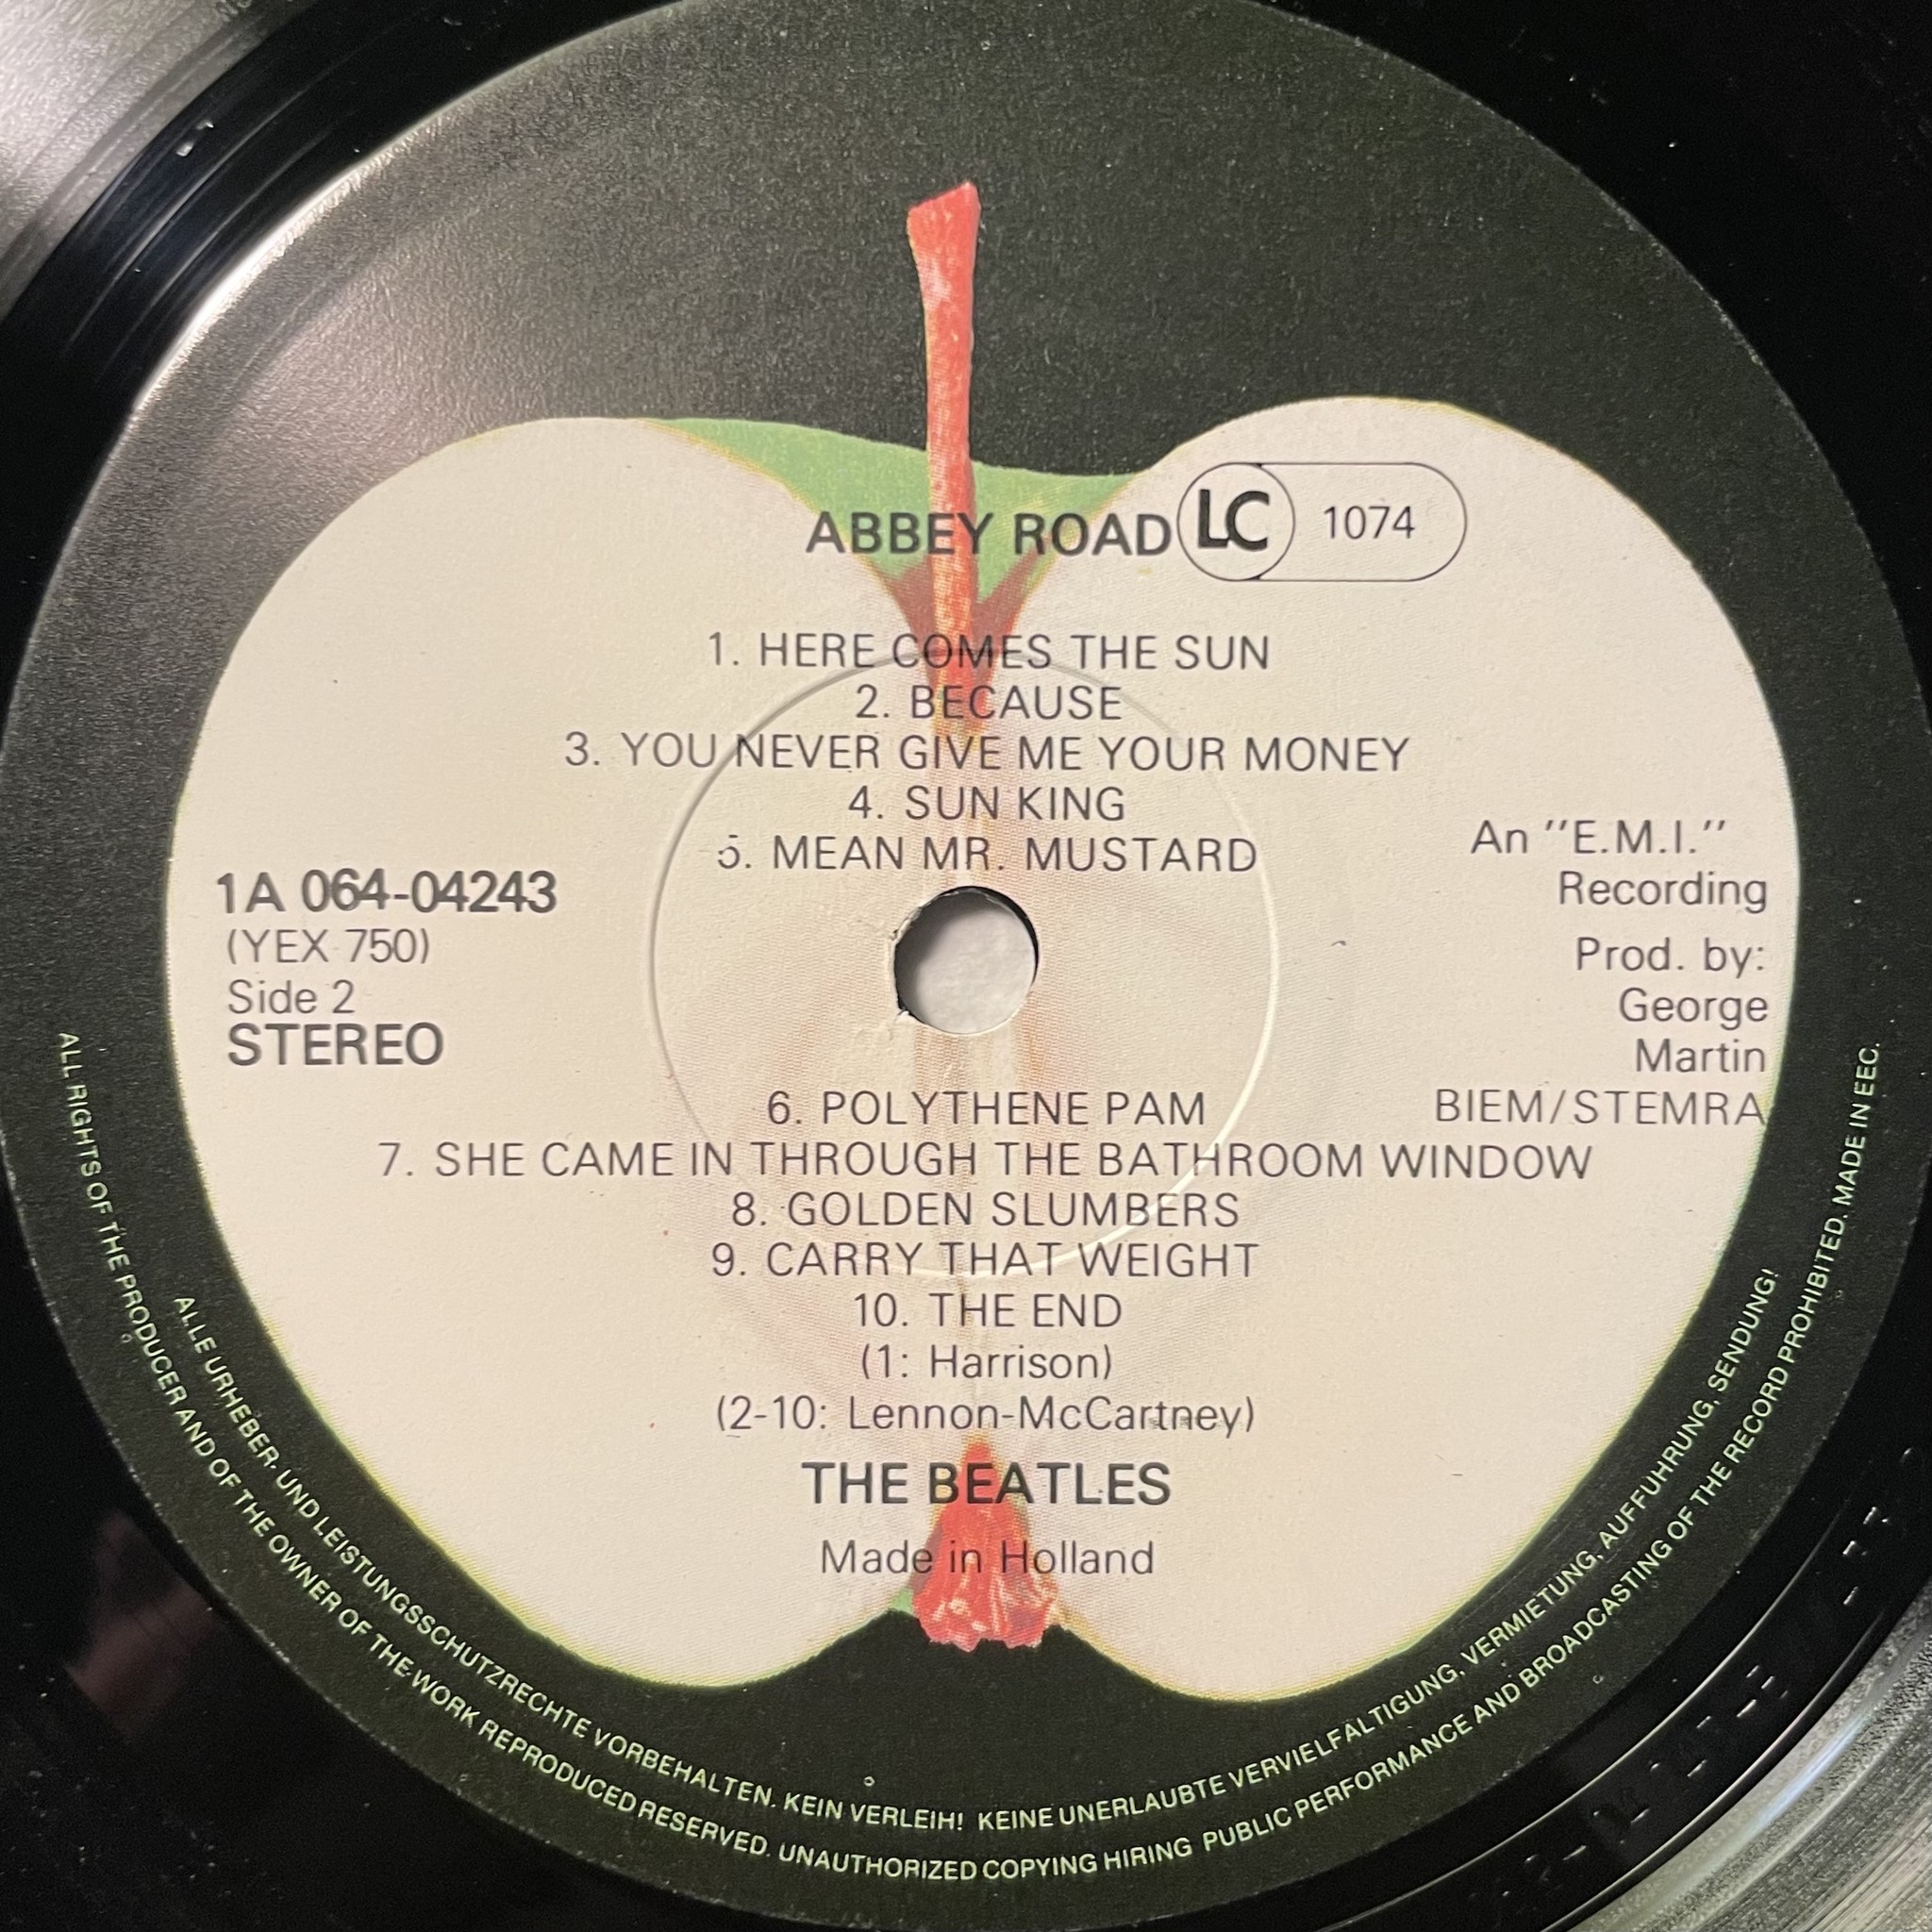 ABBEY ROAD LC 1074
1. HERE COMES THE SUN
2. BECAUSE
3. YOU NEVER GIVE ME YOUR MONEY
4. SUN KING
5. MEAN MR. MUSTARD
1A 064-04243
(YEX 750)
Side 2
STEREO
An "E.M.I."
Recording
Prod. by:
George
Martin
BIEM/STEMRA
6. POLYTHENE PAM
7. SHE CAME IN THROUGH THE BATHROOM WINDOW
8. GOLDEN SLUMBERS
9. CARRY THAT WEIGHT
10. THE END
(1: Harrison)
(2-10: Lennon-McCartney)
THE BEATLES
Made in Holland
ALLE URHEBER- UND LEISTUNGSSCHUTZRECHTE VORBEHALTEN. KEIN VERLEIH! KEINE UNERLAUBTE VERVIELFÄLTIGUNG, VERMIETUNG, AUFFÜHRUNG, SENDUNG!
ALL RIGHTS OF THE PRODUCER AND OF THE OWNER OF THE WORK REPRODUCED RESERVED. UNAUTHORIZED COPYING HIRING PUBLIC PERFORMANCE AND BROADCASTING OF THE RECORD PROHIBITED. MADE IN EEC.